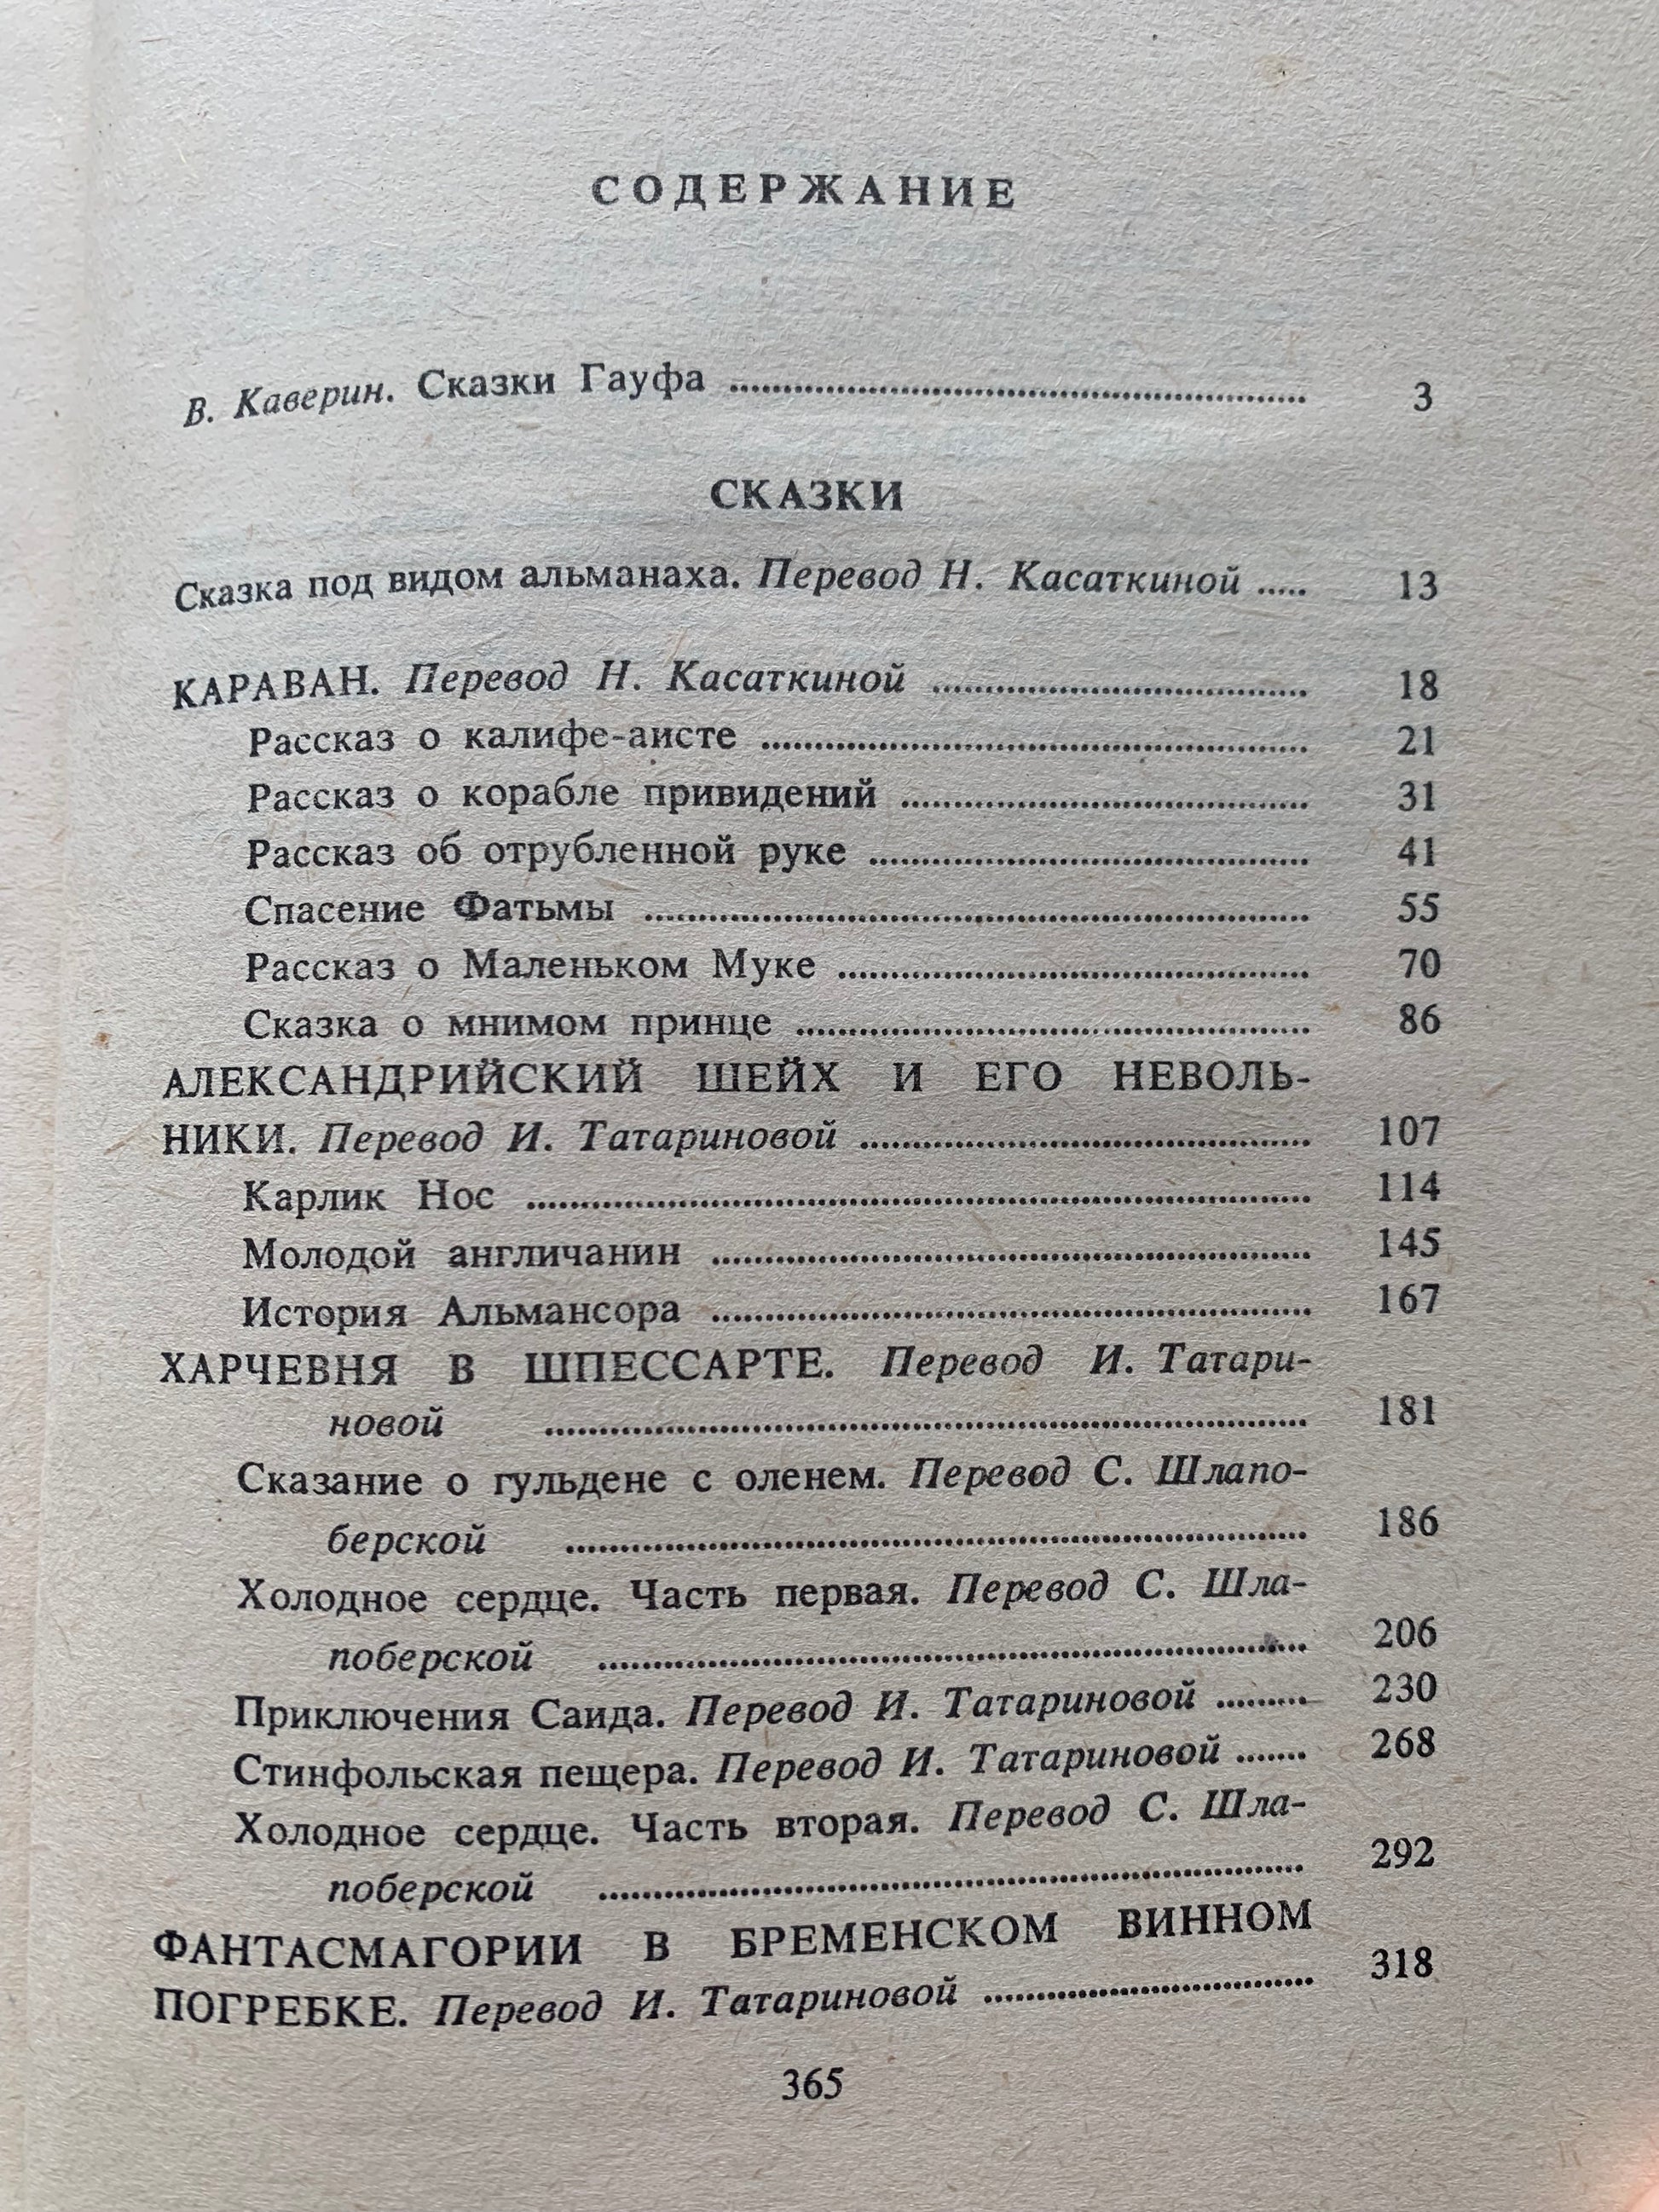 СОДЕРЖАНИЕ
В. Каверин. Сказки Гауфа ........................................ 3
СКАЗКИ
Сказка под видом альманаха. Перевод Н. Касаткиной ..... 13
КАРАВАН. Перевод Н. Касаткиной .................................... 18
Рассказ о калифе-аисте .................................................... 21
Рассказ о корабле привидений ....................................... 31
Рассказ об отрубленной руке .......................................... 41
Спасение Фатьмы ............................................................... 55
Рассказ о Маленьком Муке ............................................. 70
Сказка о мнимом принце ................................................. 86
АЛЕКСАНДРИЙСКИЙ ШЕЙХ И ЕГО НЕВОЛЬ-
НИКИ. Перевод И. Татариновой ........................................... 107
Карлик Нос .......................................................................... 114
Молодой англичанин ......................................................... 145
История Альмансора ......................................................... 167
ХАРЧЕВНЯ В ШПЕССАРТЕ. Перевод И. Татари-
новой ......................................................................... 181
Сказание о гульдене с оленем. Перевод С. Шлапо-
берской ...................................................................... 186
Холодное сердце. Часть первая. Перевод С. Шла-
поберской ................................................................... 206
Приключения Саида. Перевод И. Татариновой ......... 230
Стинфольская пещера. Перевод И. Татариновой ....... 268
Холодное сердце. Часть вторая. Перевод С. Шла-
поберской ................................................................... 292
ФАНТАСМАГОРИИ В БРЕМЕНСКОМ ВИННОМ
ПОГРЕБКЕ. Перевод И. Татариновой ................................ 318
365